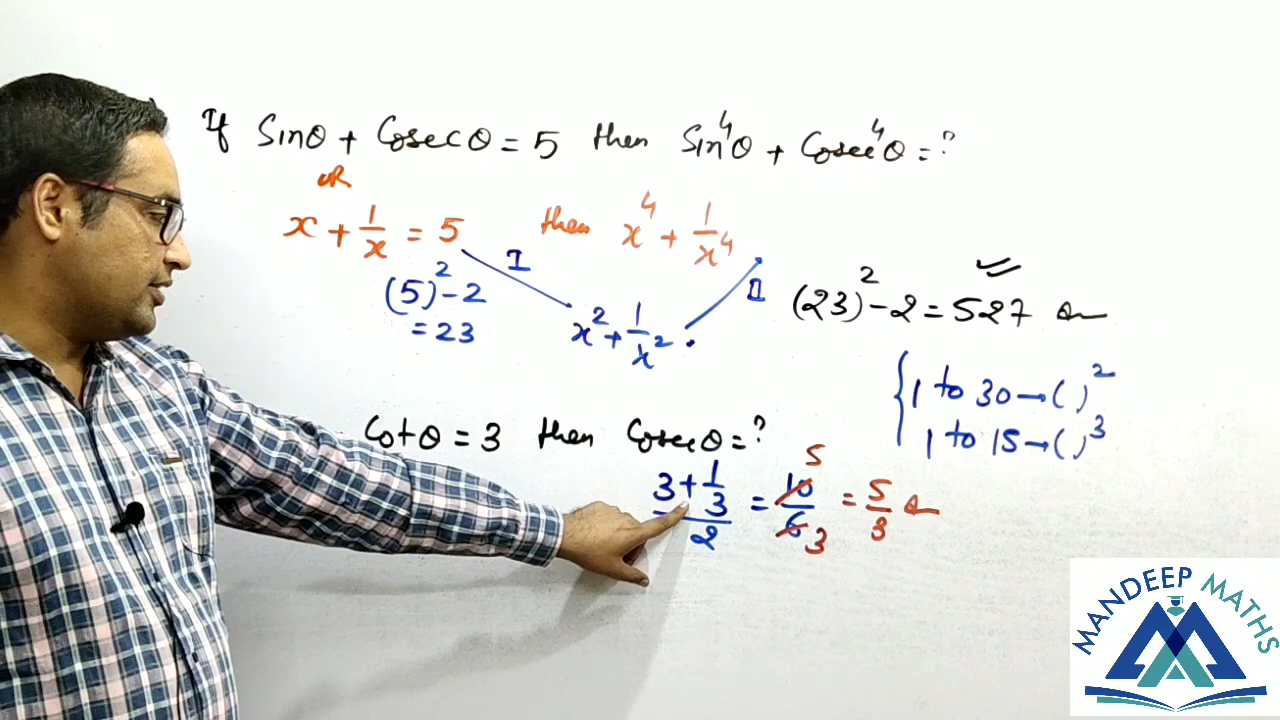 If Sinθ + Cosecθ = 5 then Sin⁴θ + Cosec⁴θ = ?
OR
x + 1/x = 5 then x⁴ + 1/x⁴
I
II
(5)² - 2
= 23
x² + 1/x²
(23)² - 2 = 527
1 to 30 → ( )²
1 to 15 → ( )³
Cotθ = 3 then Cosecθ = ?
(3 + 1/3)/2 = 10/6 = 5/3
5
3
MANDEEP MATHS